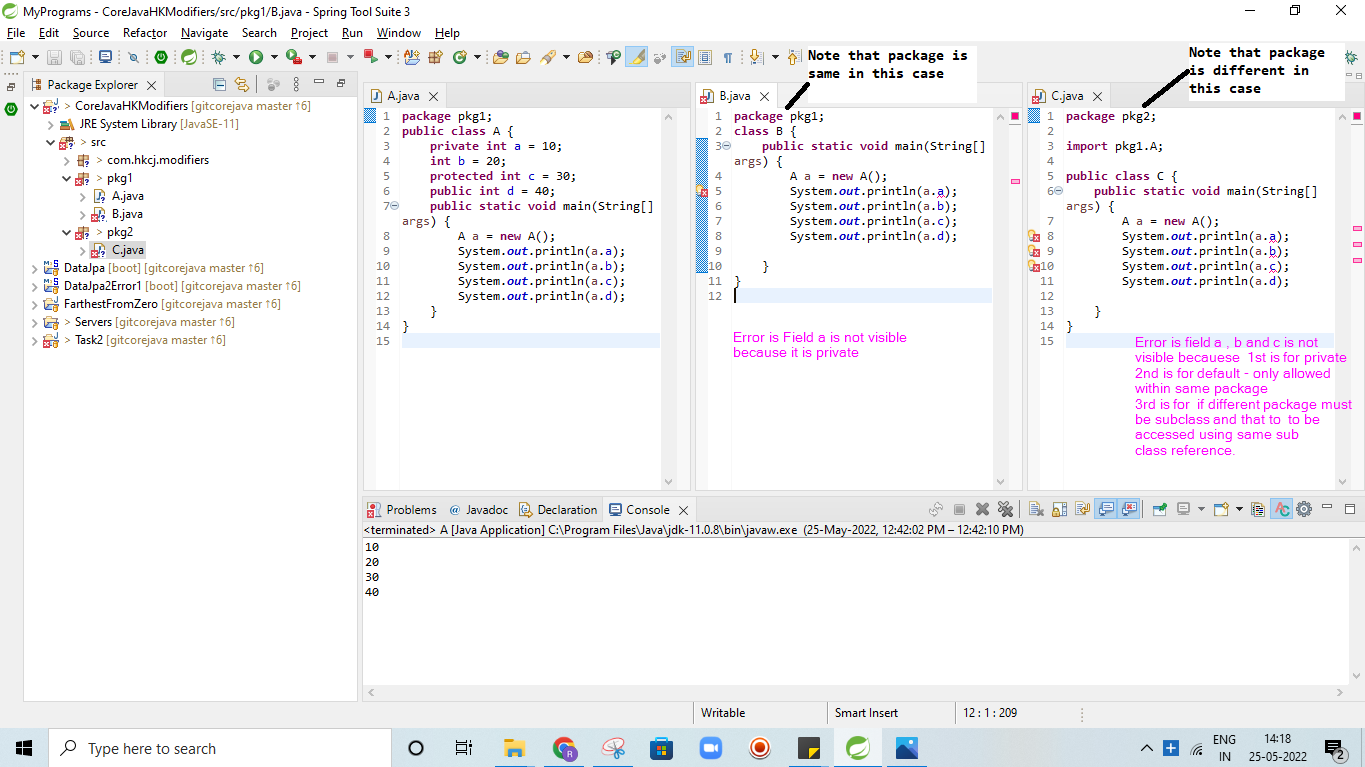 MyPrograms - CoreJavaHKModifiers/src/pkg1/B.java - Spring Tool Suite 3
File Edit Source Refactor Navigate Search Project Run Window Help
Note that package is
same in this case
Note that package
is different in
this case
Package Explorer
CoreJavaHKModifiers [gitcorejava master ↑6]
JRE System Library [JavaSE-11]
src
com.hkcj.modifiers
pkg1
A.java
B.java
pkg2
C.java
DataJpa [boot] [gitcorejava master ↑6]
DataJpa2Error1 [boot] [gitcorejava master ↑6]
FarthestFromZero [gitcorejava master ↑6]
Servers [gitcorejava master ↑6]
Task2 [gitcorejava master ↑6]
A.java
1 package pkg1;
2 public class A {
3 private int a = 10;
4 int b = 20;
5 protected int c = 30;
6 public int d = 40;
7 public static void main(String[]
args) {
8 A a = new A();
9 System.out.println(a.a);
10 System.out.println(a.b);
11 System.out.println(a.c);
12 System.out.println(a.d);
13 }
14 }
15
B.java
1 package pkg1;
2 class B {
3 public static void main(String[]
args) {
4 A a = new A();
5 System.out.println(a.a);
6 System.out.println(a.b);
7 System.out.println(a.c);
8 System.out.println(a.d);
9
10 }
11 }
12
Error is Field a is not visible
because it is private
C.java
1 package pkg2;
2
3 import pkg1.A;
4
5 public class C {
6 public static void main(String[]
args) {
7 A a = new A();
8 System.out.println(a.a);
9 System.out.println(a.b);
10 System.out.println(a.c);
11 System.out.println(a.d);
12
13 }
14 }
15
Error is field a , b and c is not
visible becauese 1st is for private
2nd is for default - only allowed
within same package
3rd is for if different package must
be subclass and that to to be
accessed using same sub
class reference.
Problems @ Javadoc Declaration Console
<terminated> A [Java Application] C:\Program Files\Java\jdk-11.0.8\bin\javaw.exe (25-May-2022, 12:42:02 PM – 12:42:10 PM)
10
20
30
40
Writable Smart Insert 12 : 1 : 209
Type here to search
ENG
IN
14:18
25-05-2022
2